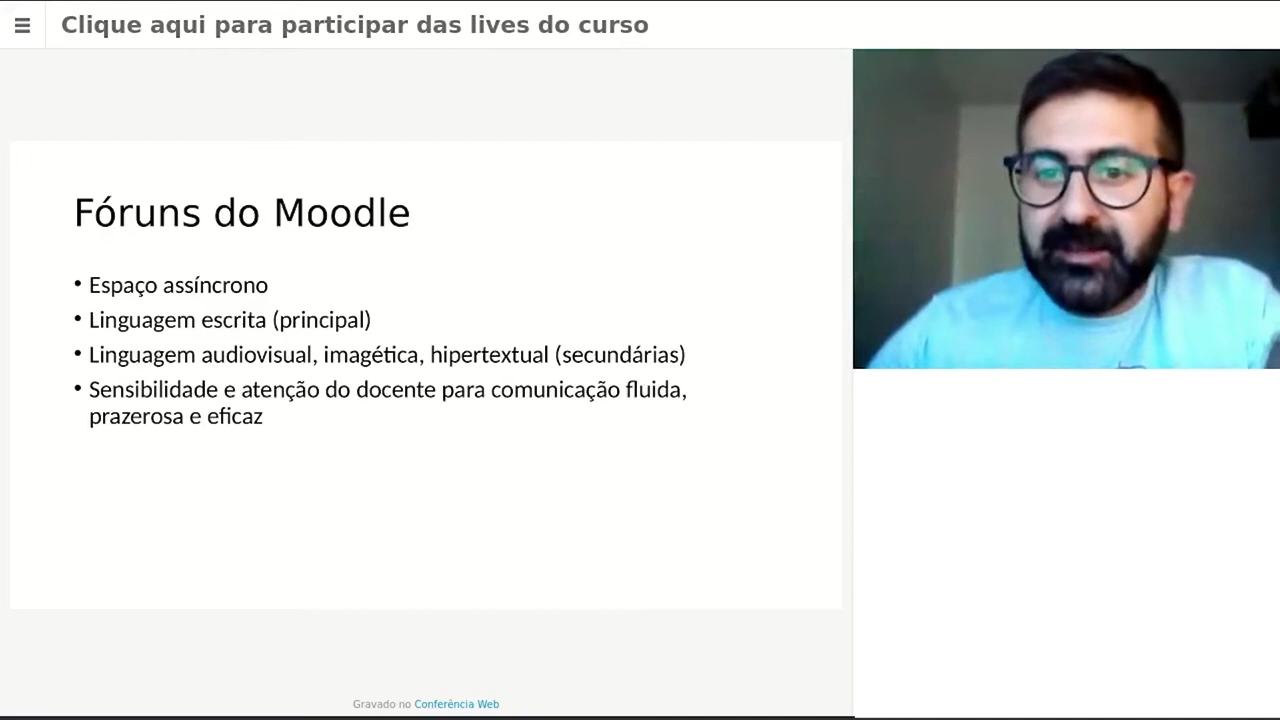 Clique aqui para participar das lives do curso
Fóruns do Moodle
• Espaço assíncrono
• Linguagem escrita (principal)
• Linguagem audiovisual, imagética, hipertextual (secundárias)
• Sensibilidade e atenção do docente para comunicação fluida,
prazerosa e eficaz
Gravado no Conferência Web